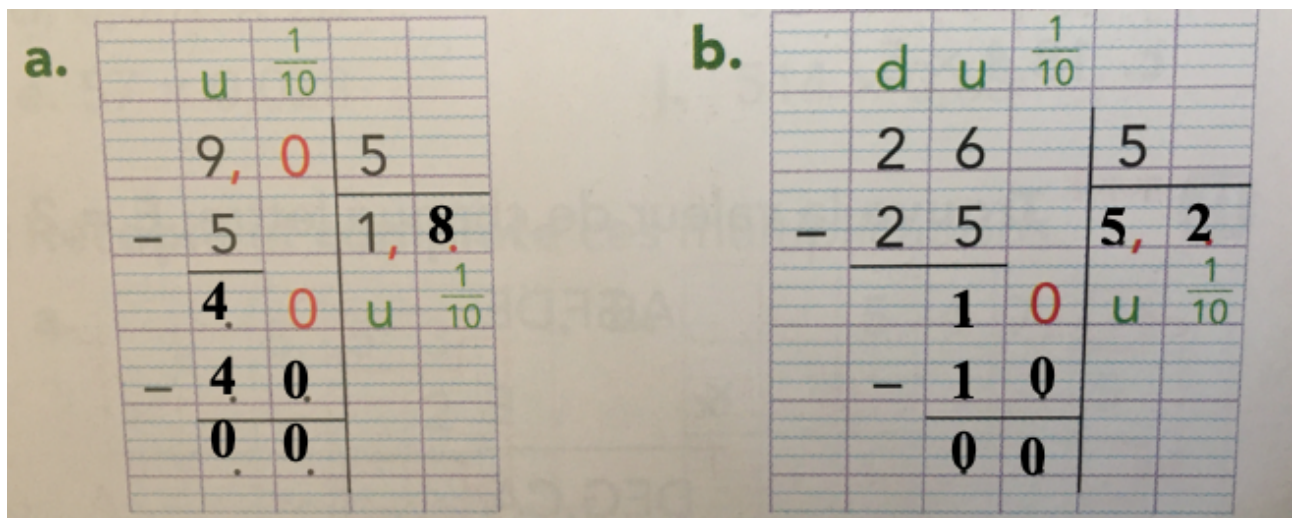 a.
u 1/10
9, 0 5
- 5 1, 8
4 0 u 1/10
- 4 0
0 0
b.
d u 1/10
2 6 5
- 2 5 5, 2
1 0 u 1/10
- 1 0
0 0